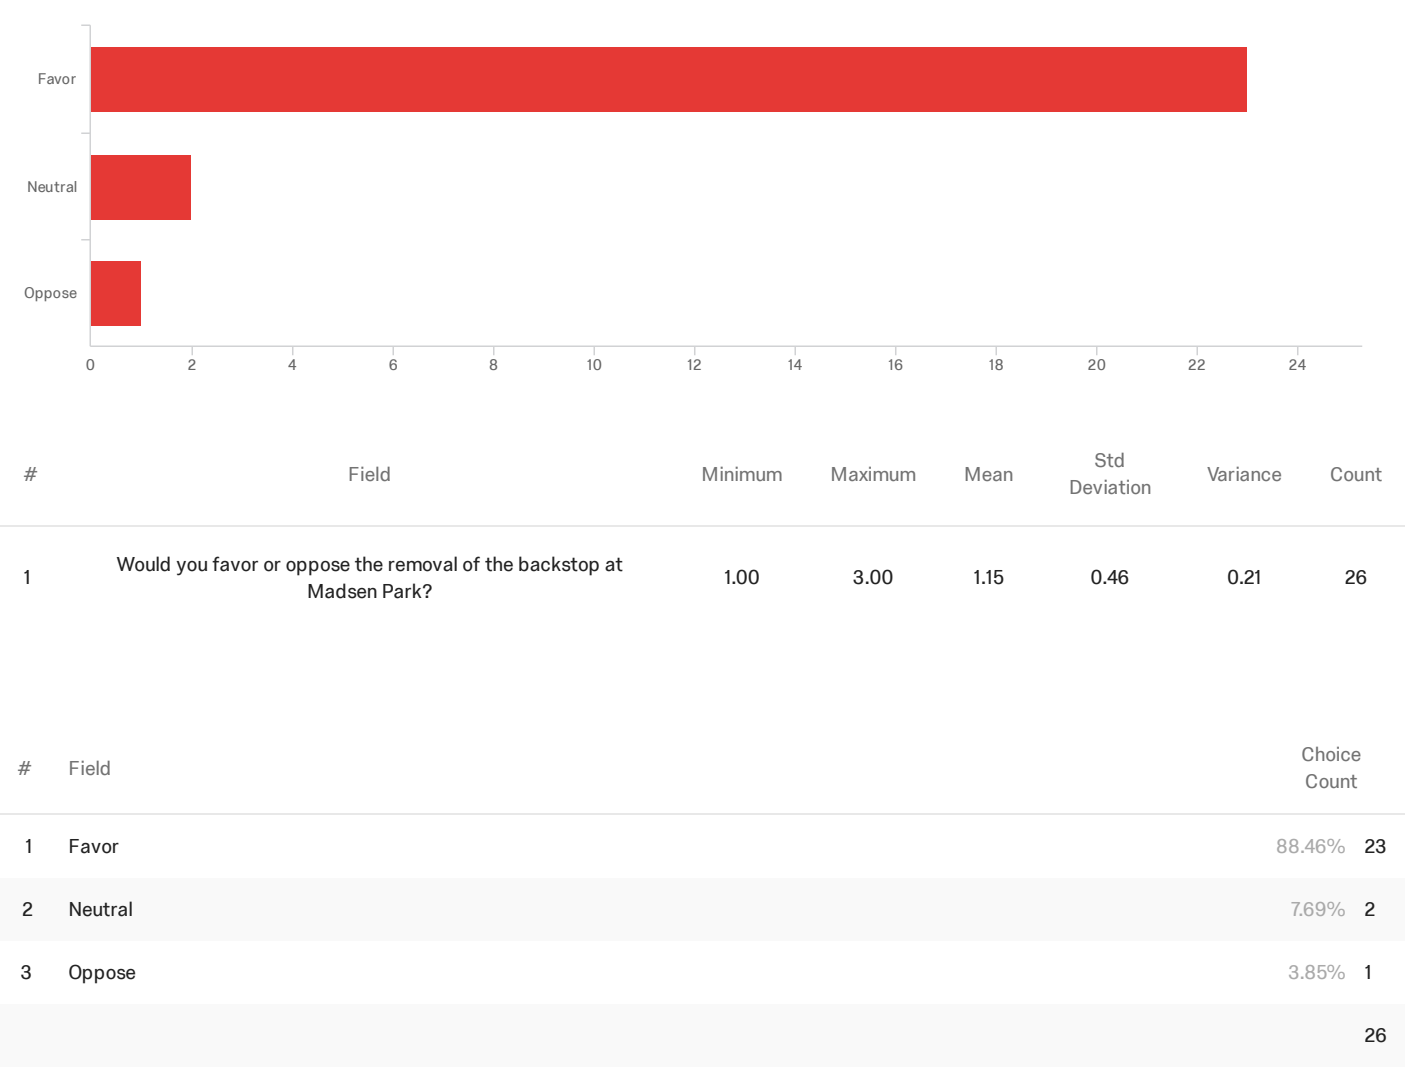 Favor
Neutral
Oppose
0 2 4 6 8 10 12 14 16 18 20 22 24
# Field Minimum Maximum Mean Std Deviation Variance Count
1 Would you favor or oppose the removal of the backstop at
Madsen Park? 1.00 3.00 1.15 0.46 0.21 26
# Field Choice
Count
1 Favor 88.46% 23
2 Neutral 7.69% 2
3 Oppose 3.85% 1
26